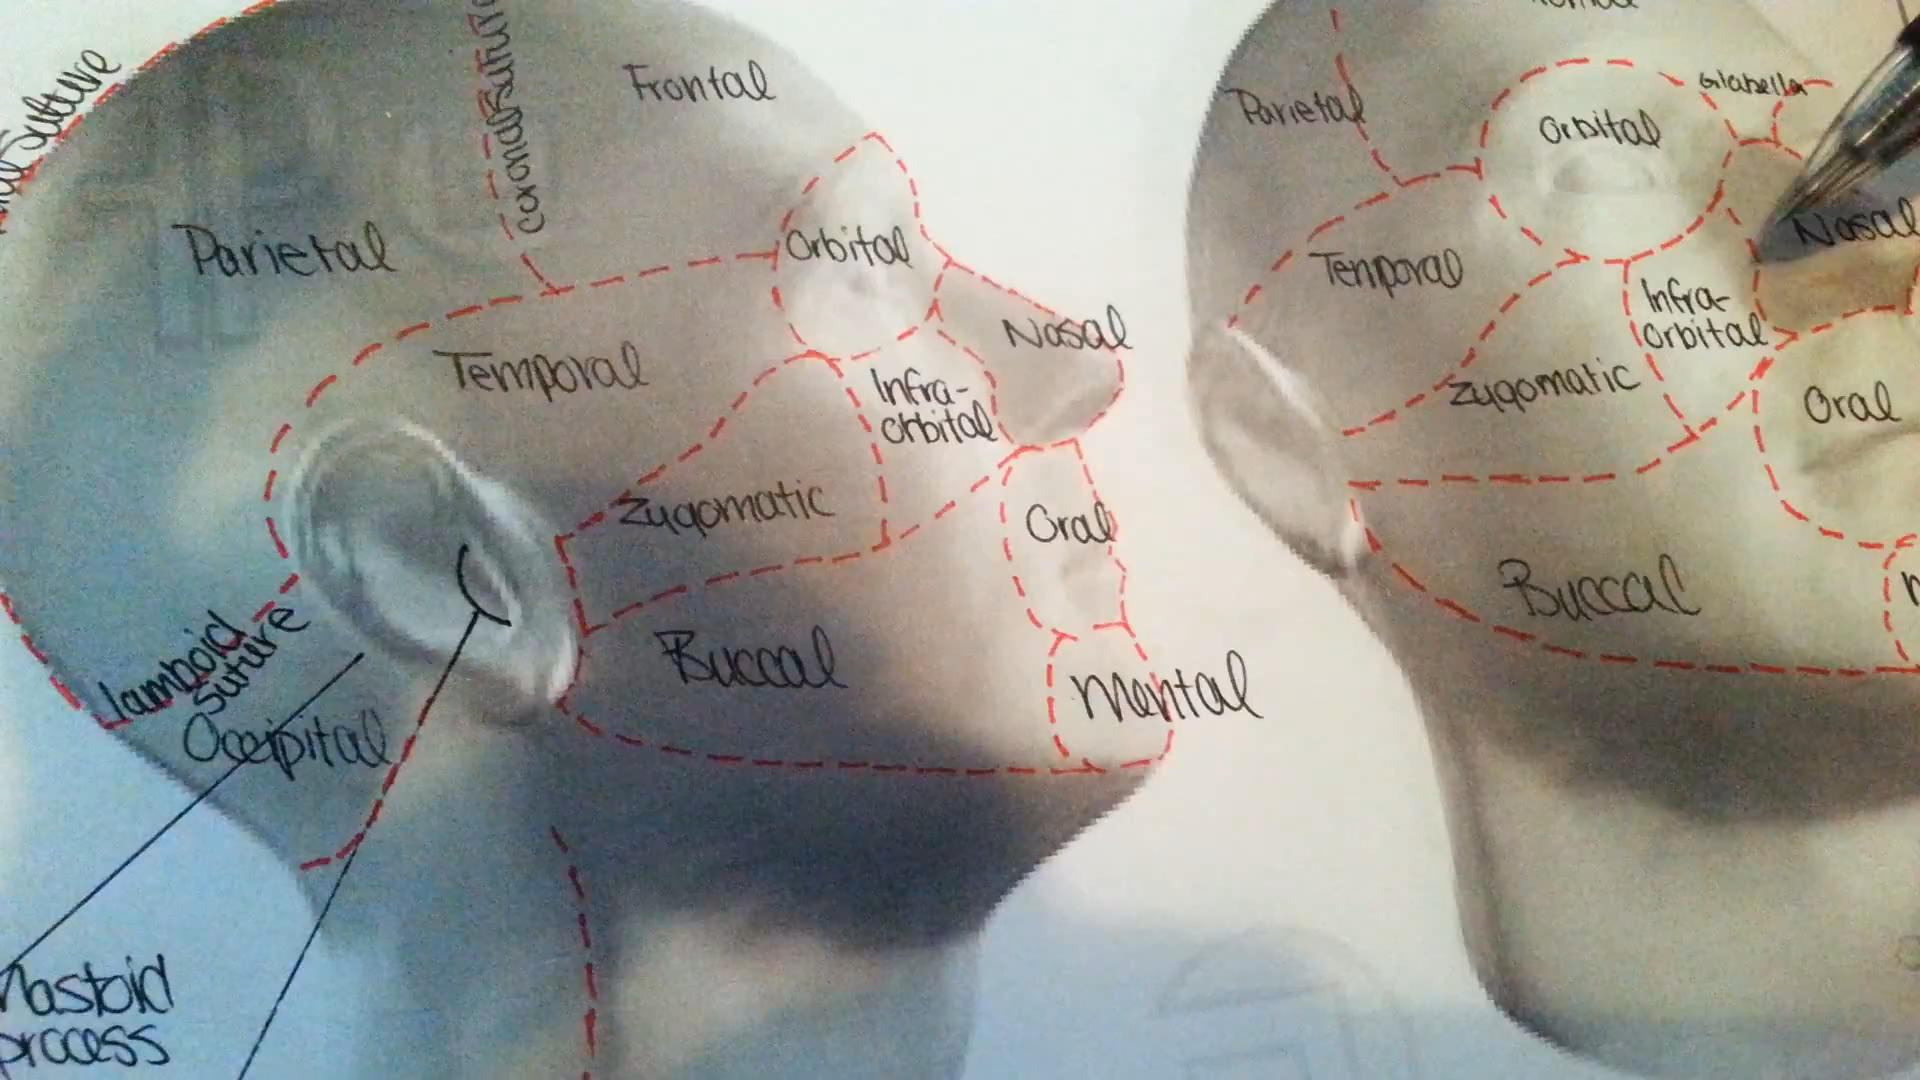 Suture
coronal Suture
Frontal
Parietal
Orbital
Temporal
Nasal
Infra-
orbital
Zygomatic
Oral
Buccal
Mental
lamboid
Suture
Occipital
Mastoid
process
Glabella
Parietal
Orbital
Nasal
Temporal
Infra-
orbital
Zygomatic
Oral
Buccal